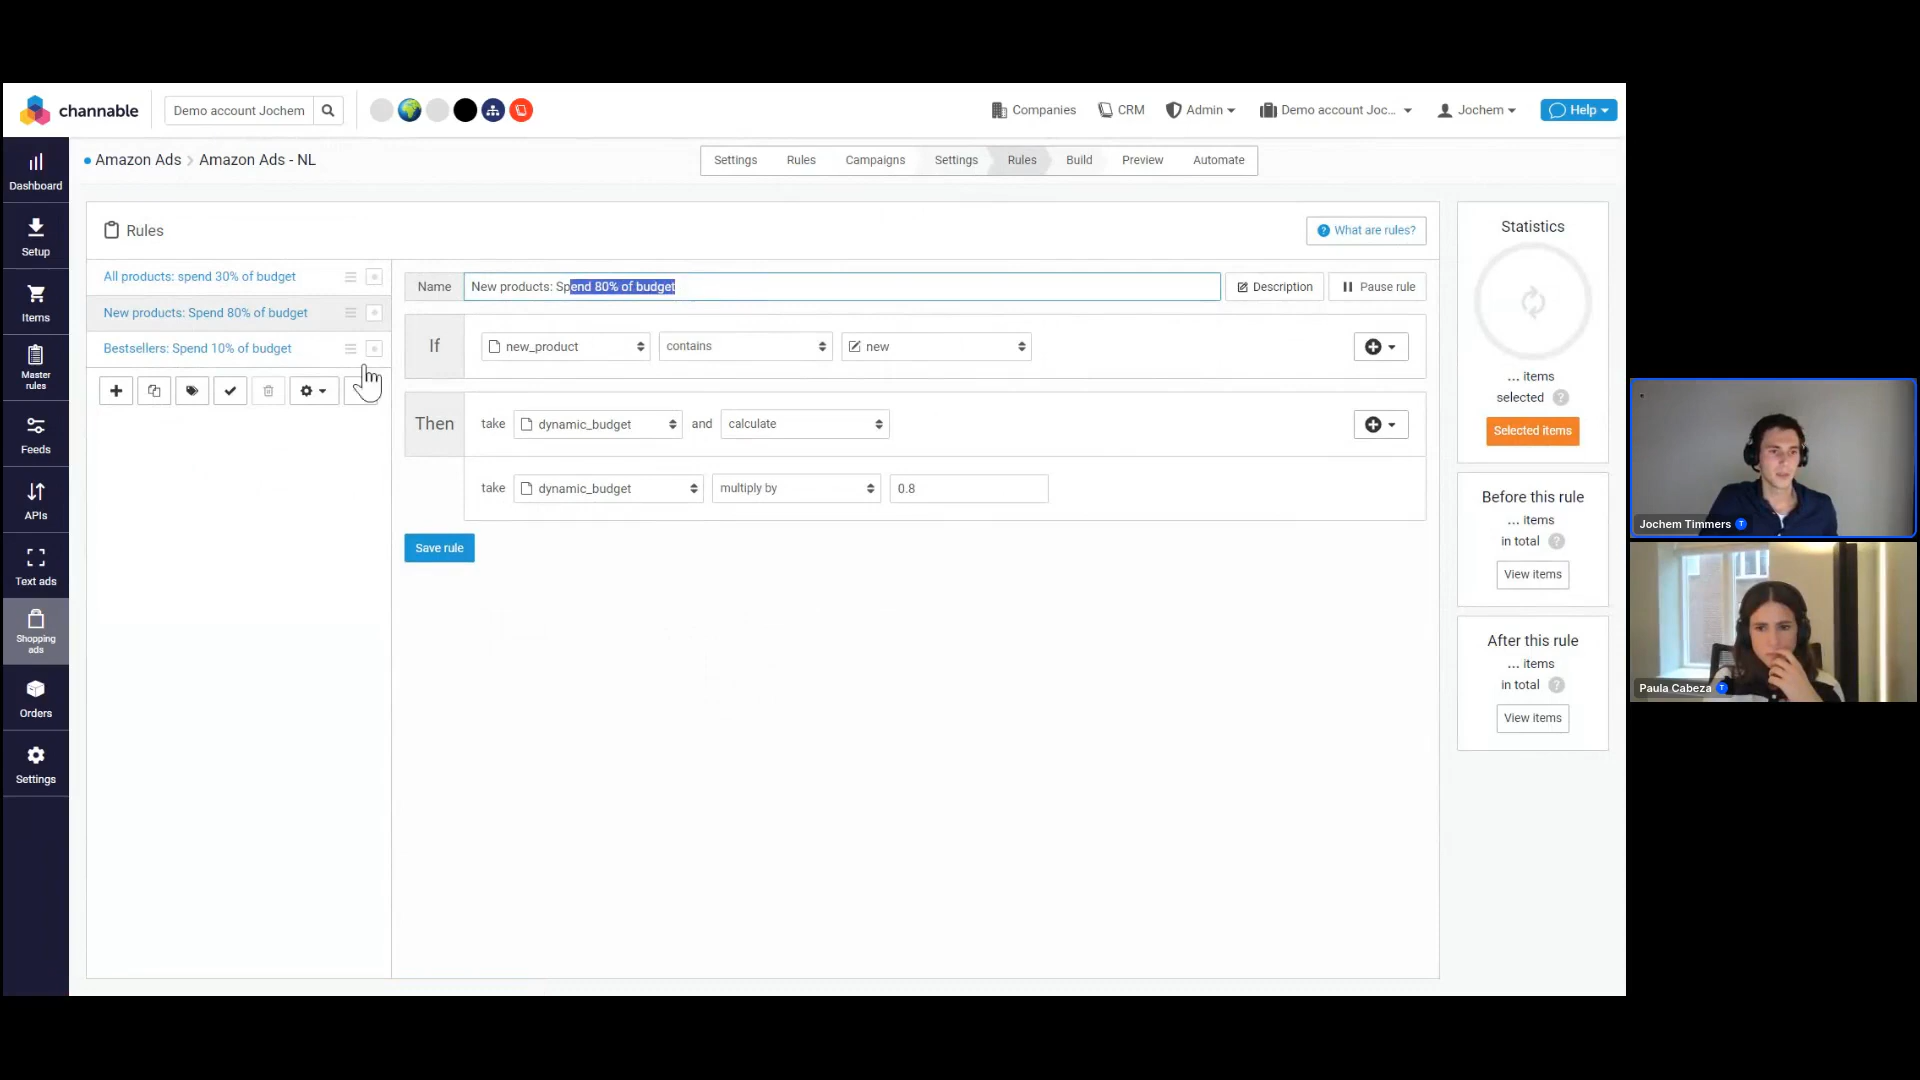 channable
Demo account Jochem
Companies
CRM
Admin
Demo account Joc...
Jochem
Help
Amazon Ads > Amazon Ads - NL
Settings
Rules
Campaigns
Settings
Rules
Build
Preview
Automate
Dashboard
Setup
Items
Master rules
Feeds
APIs
Text ads
Shopping ads
Orders
Settings
Rules
What are rules?
All products: spend 30% of budget
New products: Spend 80% of budget
Bestsellers: Spend 10% of budget
Name
New products: Spend 80% of budget
Description
Pause rule
If
new_product
contains
new
Then
take
dynamic_budget
and
calculate
take
dynamic_budget
multiply by
0.8
Save rule
Statistics
... items
selected ?
Selected items
Before this rule
... items
in total ?
View items
After this rule
... items
in total ?
View items
Jochem Timmers T
Paula Cabeza T